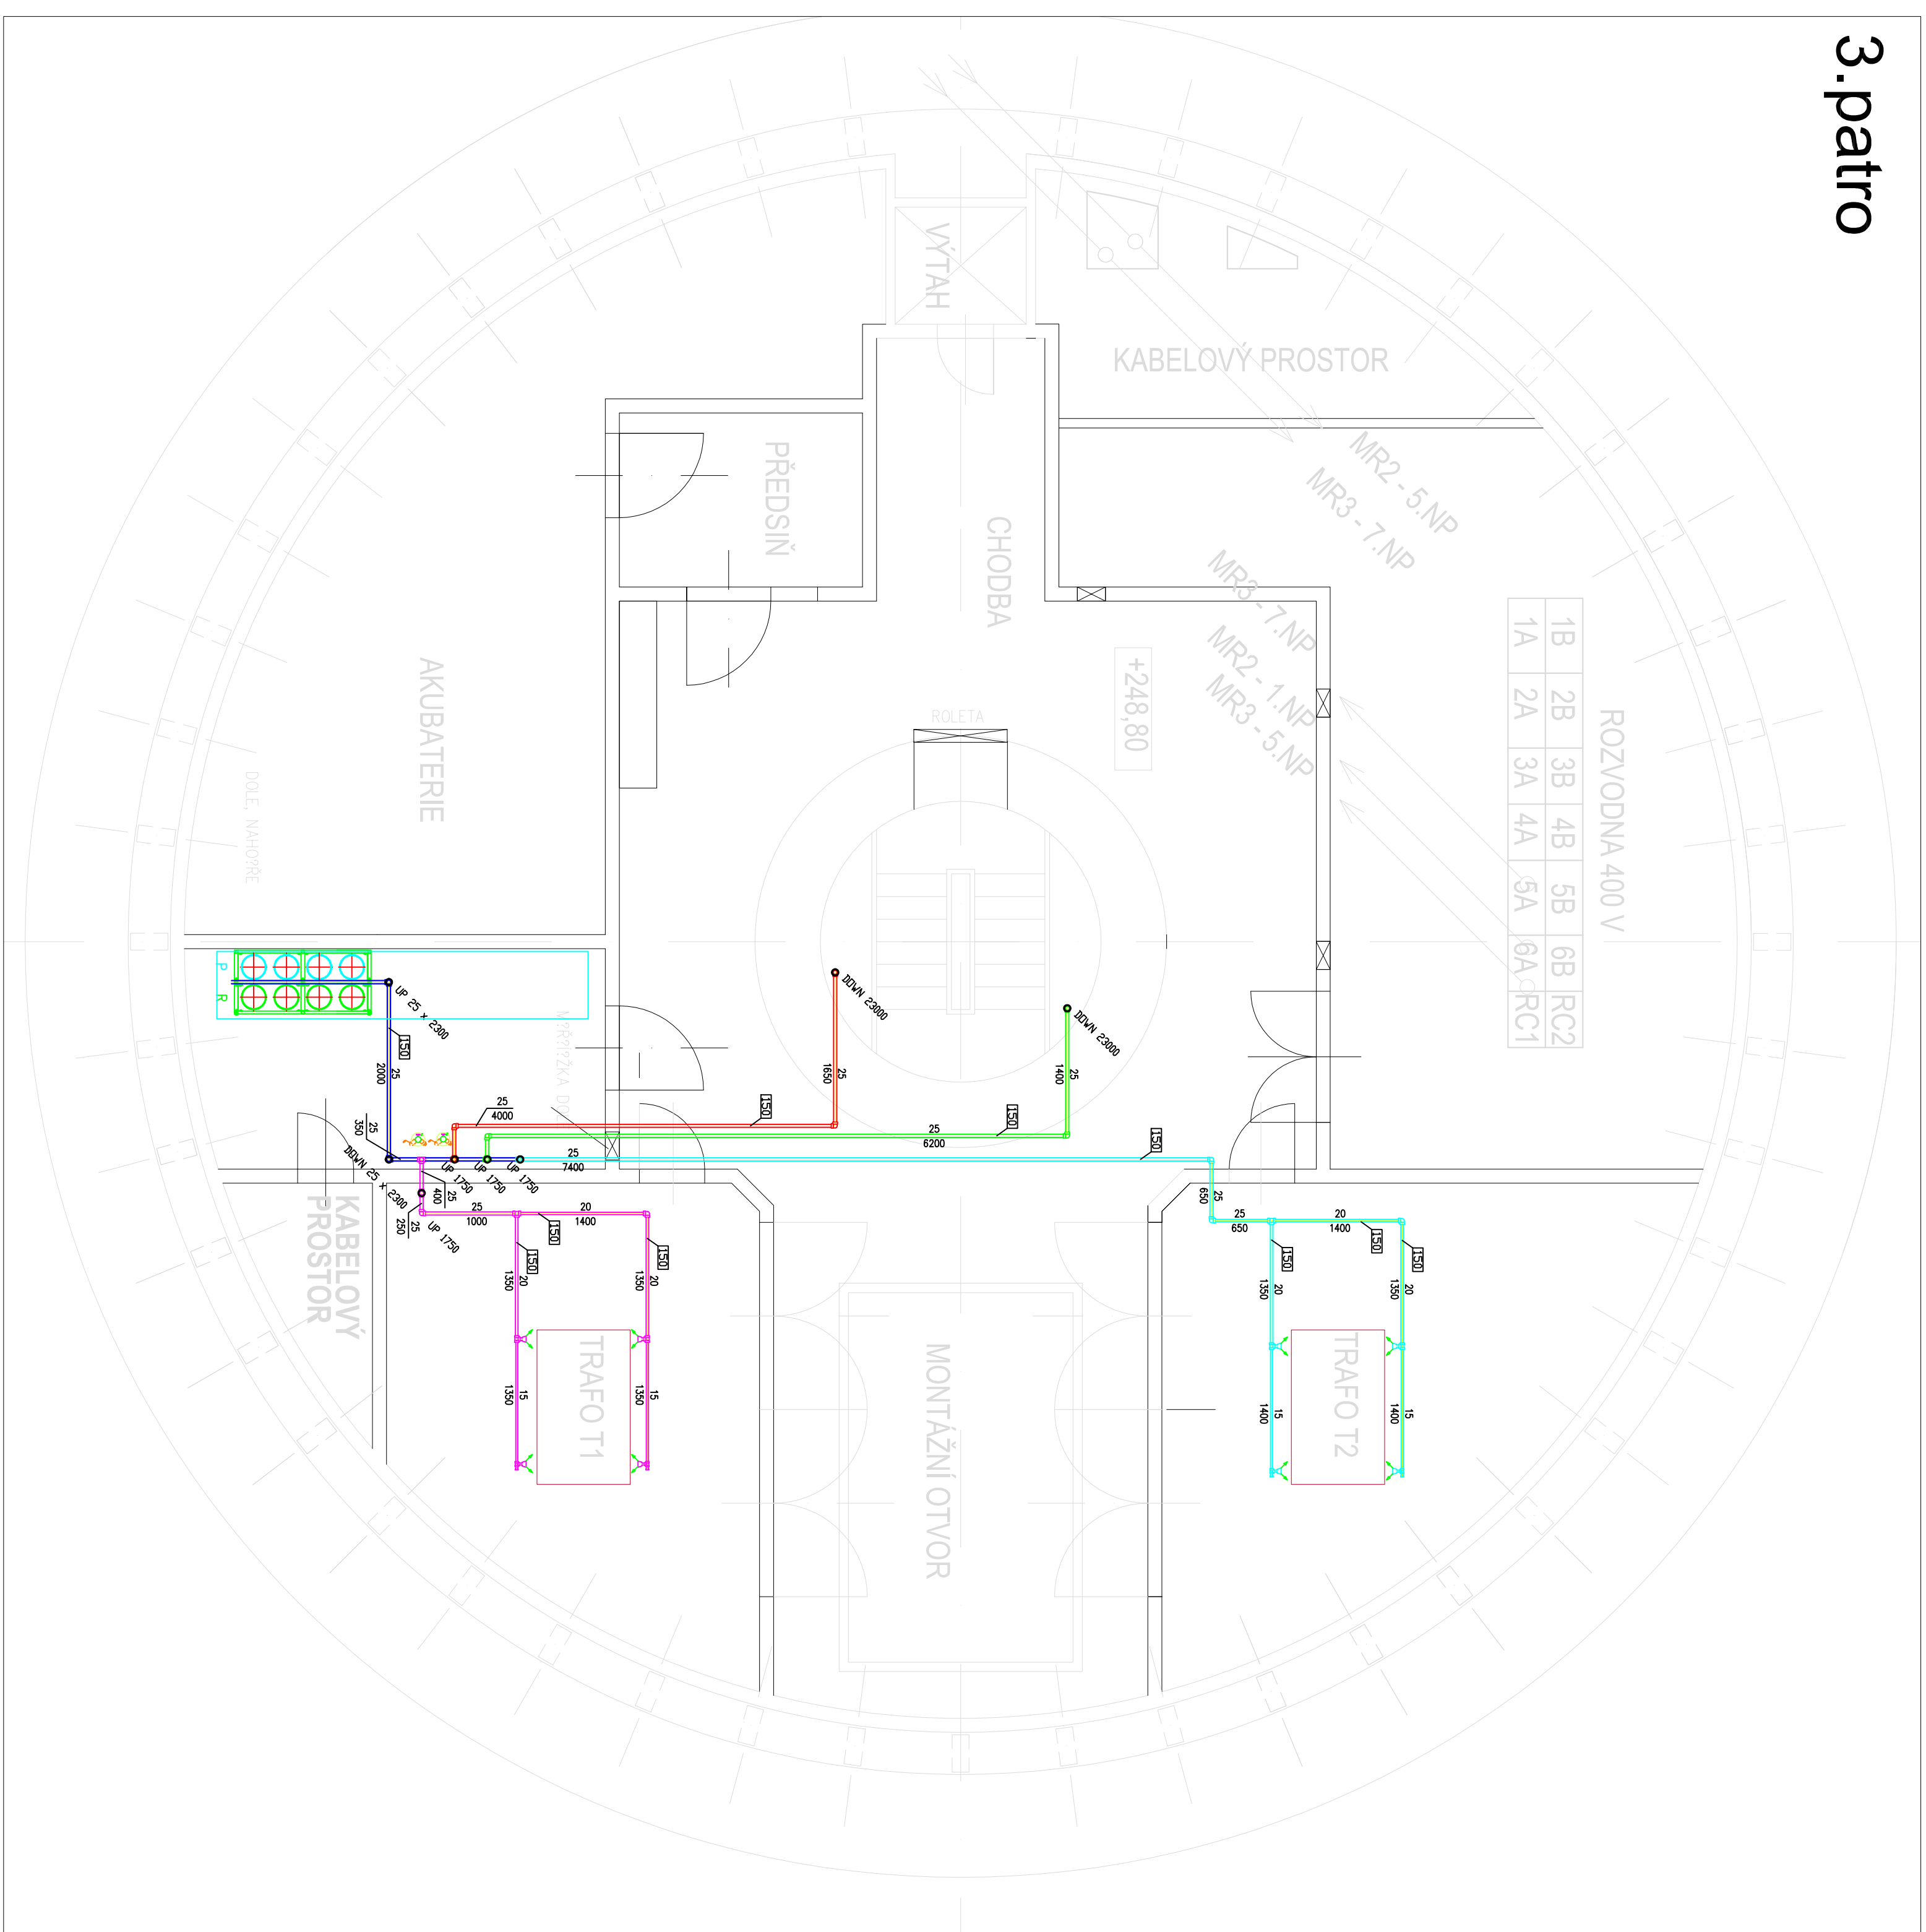 3.patro
VÝTAH
KABELOVÝ PROSTOR
PŘEDSIŇ
CHODBA
MR2 - 5.NP
MR3 - 7.NP
MR3 - 7.NP
MR2 - 1.NP
MR3 - 5.NP
+248,80
ROLETA
AKUBATERIE
DOLE, NAHO?ŘE
ROZVODNA 400 V
1B 2B 3B 4B 5B 6B RC2
1A 2A 3A 4A 5A 6A RC1
P
R
UP 25 x 2300
150
25
2000
25
350
DOWN 25 x 2300
DOWN 23000
25
1650
DOWN 23000
25
1400
25
4000
150
150
25
6200
150
25
7400
UP 1750
UP 1750
UP 1750
25
400
25
250
UP 1750
25
1000
20
1400
150
150
150
20
1350
20
1350
15
1350
15
1350
TRAFO T1
KABELOVÝ
PROSTOR
MONTÁŽNÍ OTVOR
25
650
25
650
20
1400
150
150
150
20
1350
20
1350
15
1400
15
1400
TRAFO T2